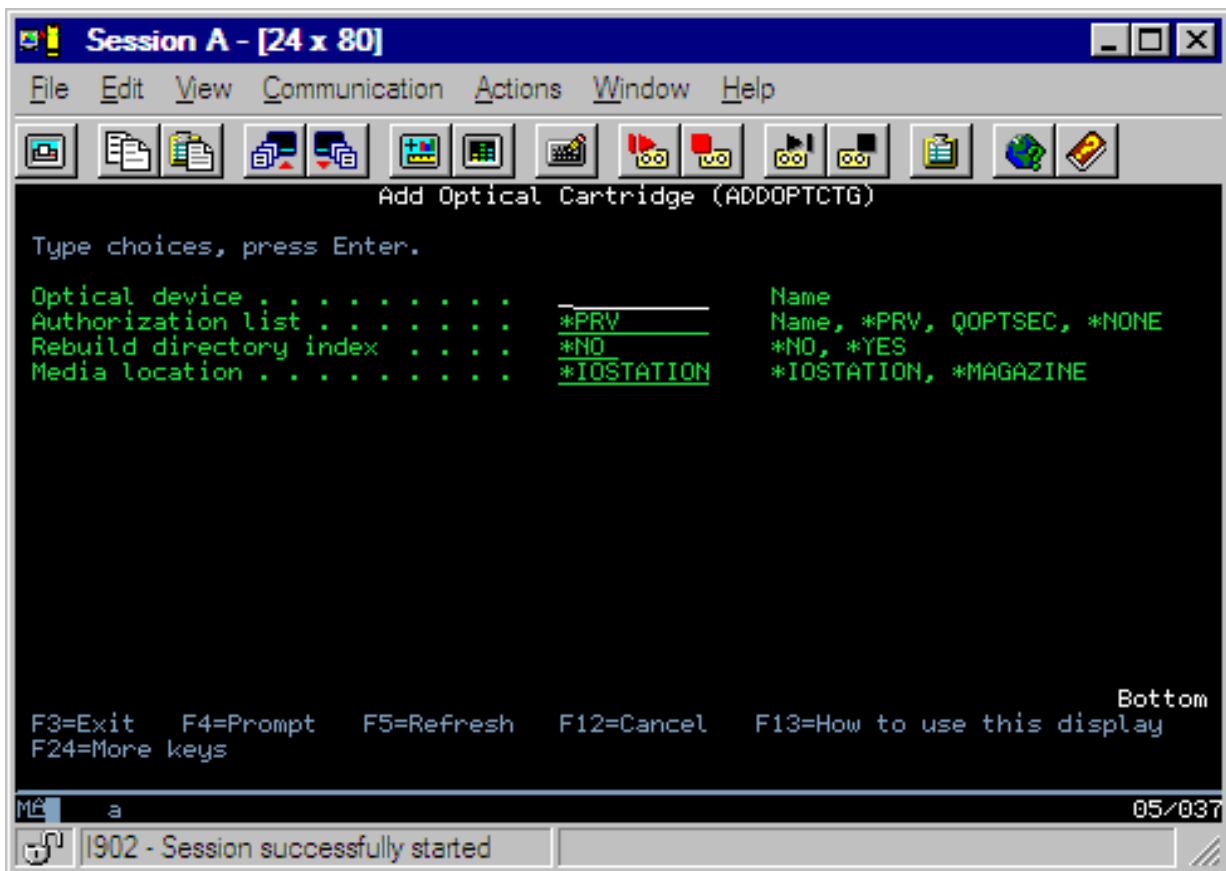 Session A - [24 x 80]
File Edit View Communication Actions Window Help
Add Optical Cartridge (ADDOPTCTG)
Type choices, press Enter.
Optical device . . . . . . . . . _ Name
Authorization list . . . . . . . *PRV Name, *PRV, QOPTSEC, *NONE
Rebuild directory index . . . . *NO *NO, *YES
Media location . . . . . . . . . *IOSTATION *IOSTATION, *MAGAZINE
Bottom
F3=Exit F4=Prompt F5=Refresh F12=Cancel F13=How to use this display
F24=More keys
MA a 05/037
I902 - Session successfully started